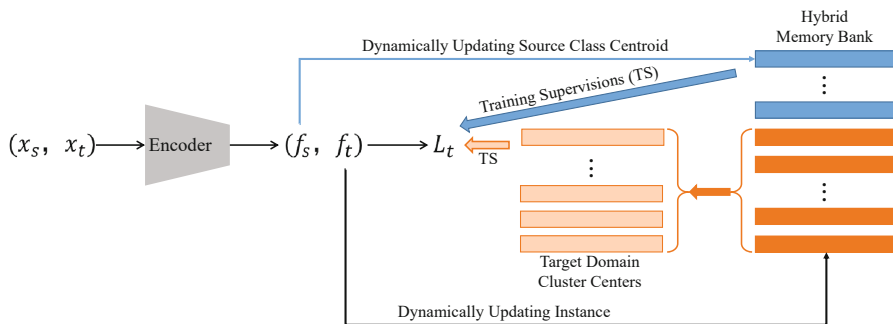 Hybrid
Memory Bank
Dynamically Updating Source Class Centroid
Training Supervisions (TS)
(x_s, x_t)
Encoder
(f_s, f_t)
L_t
TS
Target Domain
Cluster Centers
Dynamically Updating Instance